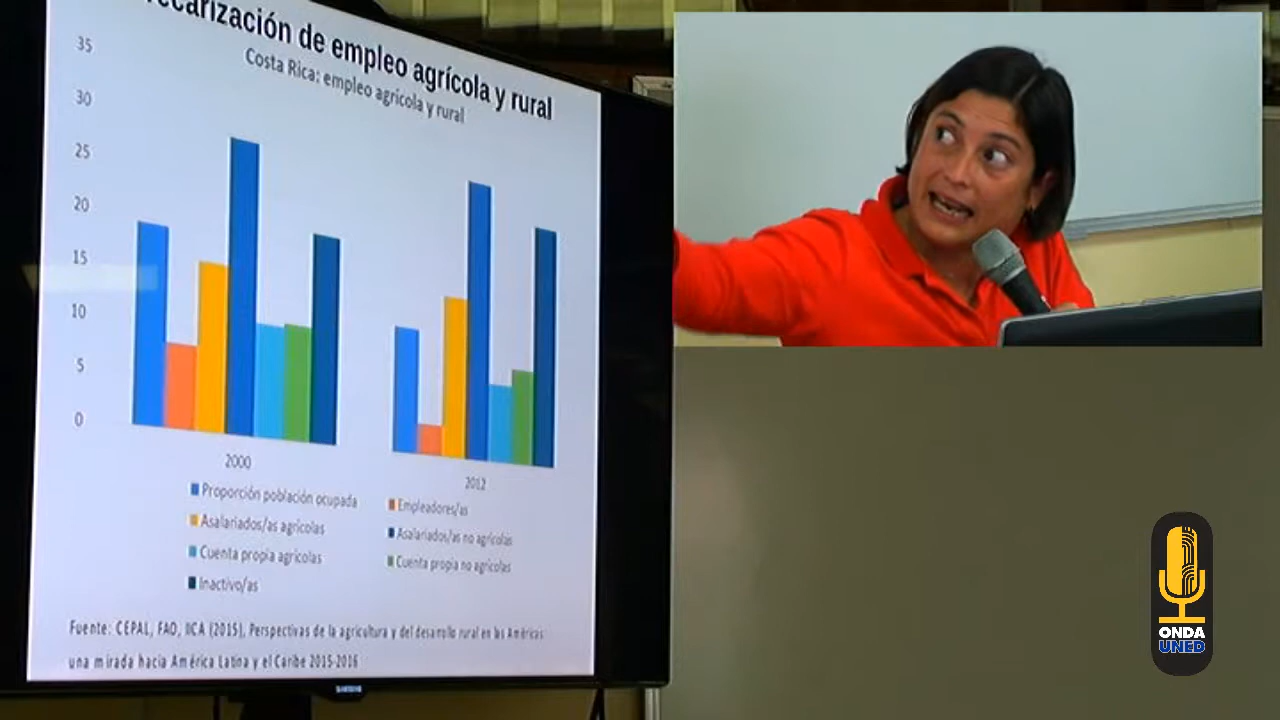 recarización de empleo agrícola y rural
Costa Rica: empleo agrícola y rural
35
30
25
20
15
10
5
0
2000
2012
Proporción población ocupada
Empleadores/as
Asalariados/as agrícolas
Asalariados/as no agrícolas
Cuenta propia agrícolas
Cuenta propia no agrícolas
Inactivo/as
Fuente: CEPAL, FAO, IICA (2015), Perspectivas de la agricultura y del desarrollo rural en las Américas:
una mirada hacia América Latina y el Caribe 2015-2016
SAMSUNG
ONDA
UNED